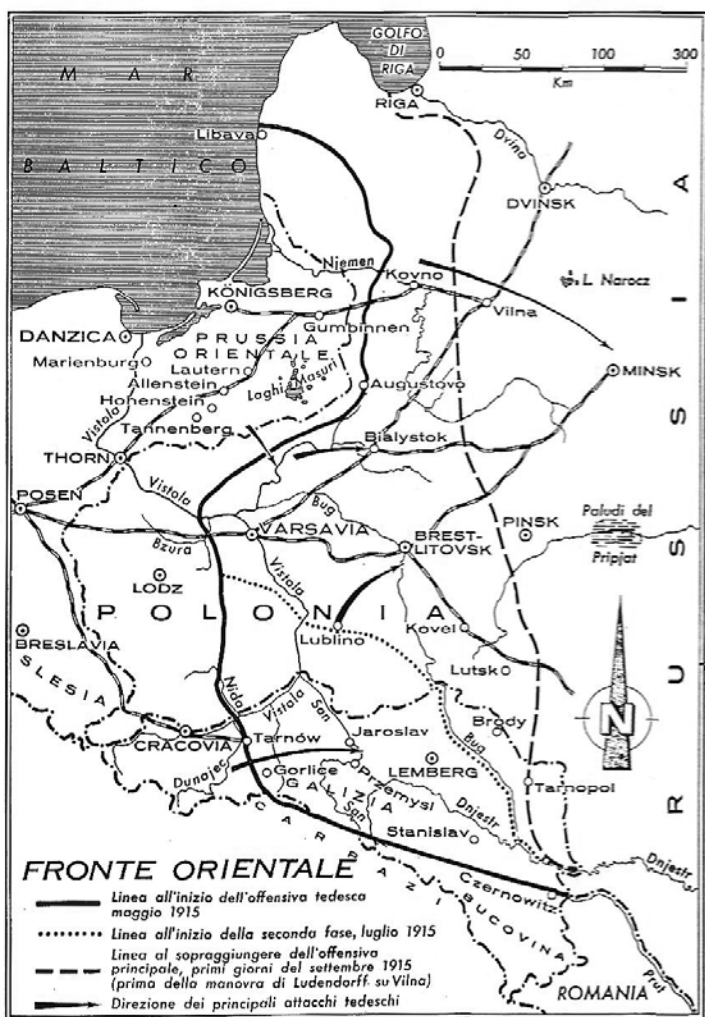 GOLFO
DI
RIGA
0 50 100 300
Km
MAR
BALTICO
RIGA
Libava
Dvina
DVINSK
RUSSIA
Njemen
Kovno
L. Narocz
KÖNIGSBERG
Vilna
DANZICA
Gumbinnen
PRUSSIA
ORIENTALE
Marienburg
Lautern
MINSK
Allenstein
Laghi Masuri
Augustovo
Hohenstein
Vistola
Tannenberg
Bialystok
THORN
POSEN
Vistola
Bug
PINSK
Paludi del
Pripjat
VARSAVIA
BREST-
LITOVSK
Bzura
LODZ
Vistola
POLONIA
Lublino
Kovel
BRESLAVIA
SLESIA
Lutsk
Nida
Vistola
San
Brody
N
CRACOVIA
Tarnów
Jaroslav
Bug
LEMBERG
Dunajec
Gorlice
Przemysl
GALIZIA
Tarnopol
San
Dnjestr
Stanislav
CARPAZI
Dnjestr
Czernowitz
BUCOVINA
Prut
ROMANIA
FRONTE ORIENTALE
Linea all'inizio dell'offensiva tedesca
maggio 1915
Linea all'inizio della seconda fase, luglio 1915
Linea al sopraggiungere dell'offensiva
principale, primi giorni del settembre 1915
(prima della manovra di Ludendorff su Vilna)
Direzione dei principali attacchi tedeschi